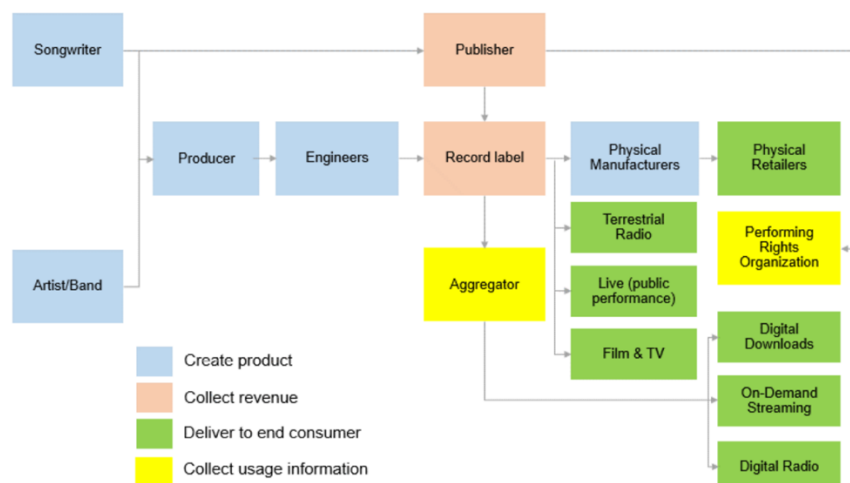 Songwriter
Publisher
Producer
Engineers
Record label
Physical
Manufacturers
Physical
Retailers
Terrestrial
Radio
Performing
Rights
Organization
Artist/Band
Aggregator
Live (public
performance)
Film & TV
Digital
Downloads
On-Demand
Streaming
Digital Radio
Create product
Collect revenue
Deliver to end consumer
Collect usage information